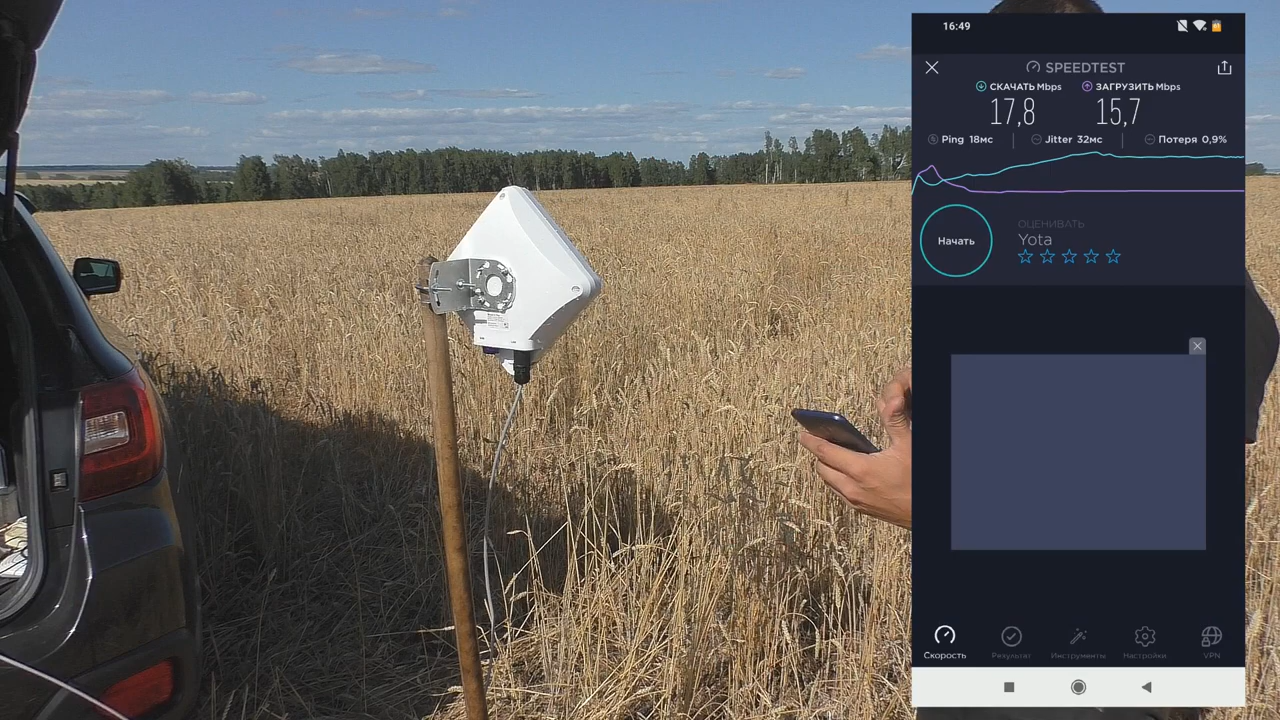 16:49
SPEEDTEST
СКАЧАТЬ Mbps ЗАГРУЗИТЬ Mbps
17,8 15,7
Ping 18мс Jitter 32мс Потеря 0,9%
ОЦЕНИВАТЬ
Начать Yota
Скорость Результат Инструменты Настройки VPN